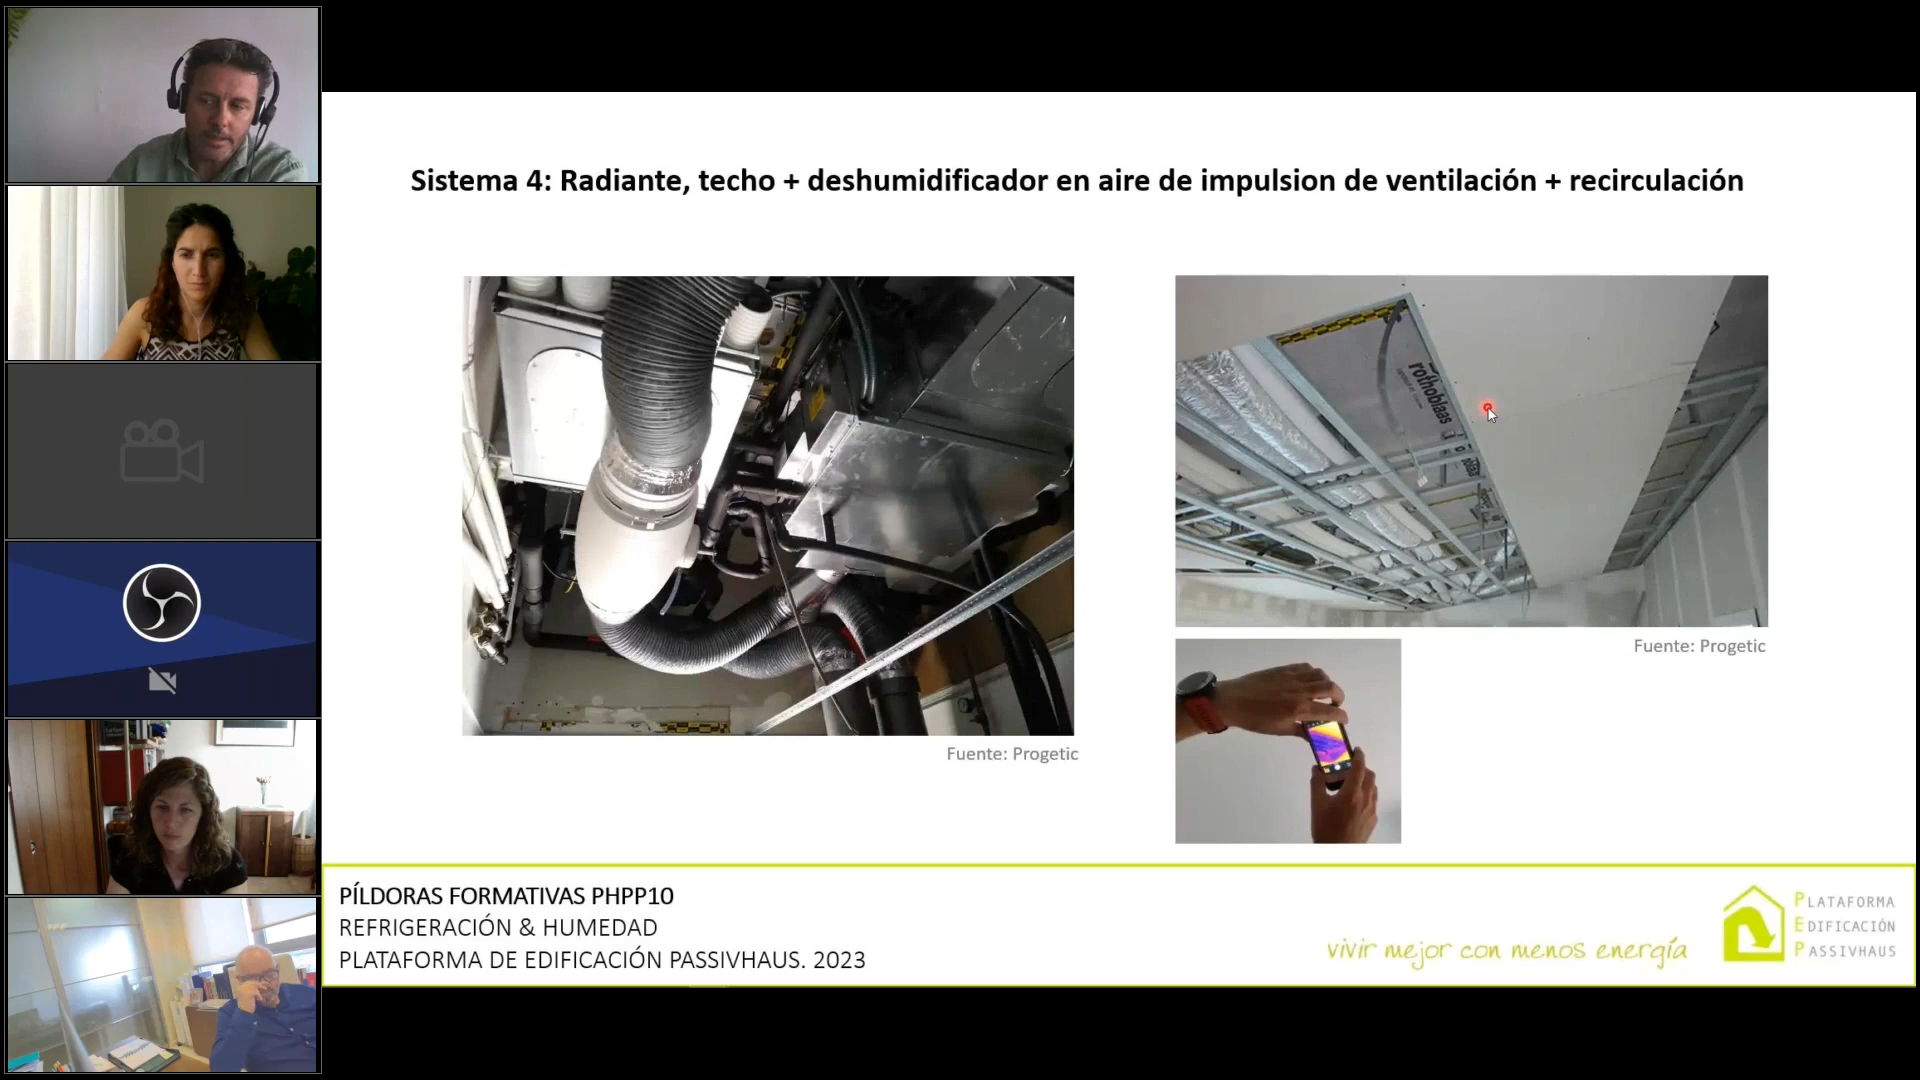 Sistema 4: Radiante, techo + deshumidificador en aire de impulsion de ventilación + recirculación
rothoblaas
Fuente: Progetic
Fuente: Progetic
PÍLDORAS FORMATIVAS PHPP10
REFRIGERACIÓN & HUMEDAD
PLATAFORMA DE EDIFICACIÓN PASSIVHAUS. 2023
vivir mejor con menos energía
PLATAFORMA
EDIFICACIÓN
PASSIVHAUS